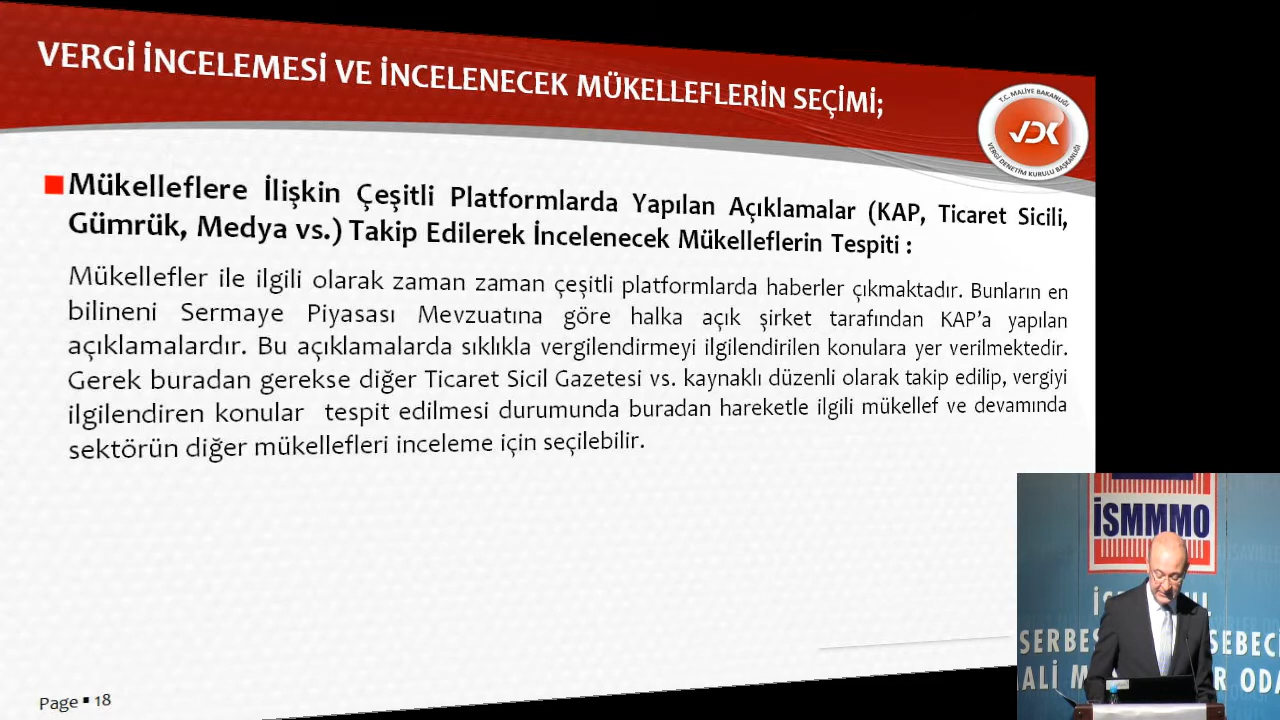 VERGİ İNCELEMESİ VE İNCELENECEK MÜKELLEFLERİN SEÇİMİ;
T.C. MALİYE BAKANLIĞI
VDK
VERGİ DENETİM KURULU BAŞKANLIĞI
Mükelleflere İlişkin Çeşitli Platformlarda Yapılan Açıklamalar (KAP, Ticaret Sicili,
Gümrük, Medya vs.) Takip Edilerek İncelenecek Mükelleflerin Tespiti :
Mükellefler ile ilgili olarak zaman zaman çeşitli platformlarda haberler çıkmaktadır. Bunların en
bilineni Sermaye Piyasası Mevzuatına göre halka açık şirket tarafından KAP’a yapılan
açıklamalardır. Bu açıklamalarda sıklıkla vergilendirmeyi ilgilendirilen konulara yer verilmektedir.
Gerek buradan gerekse diğer Ticaret Sicil Gazetesi vs. kaynaklı düzenli olarak takip edilip, vergiyi
ilgilendiren konular tespit edilmesi durumunda buradan hareketle ilgili mükellef ve devamında
sektörün diğer mükellefleri inceleme için seçilebilir.
Page ▪ 18
İSMMMO